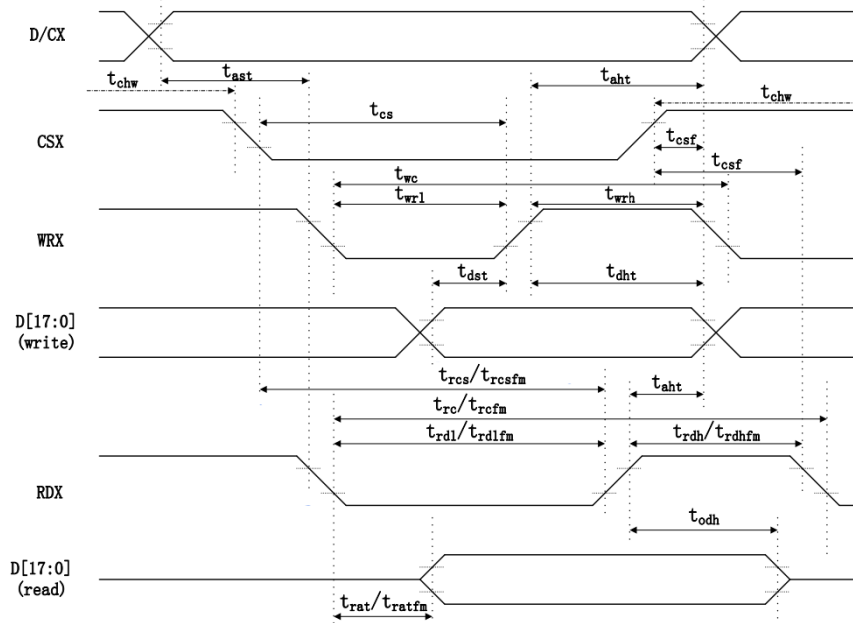 D/CX
t_ast
t_aht
t_chw
t_chw
t_cs
CSX
t_csf
t_csf
t_wc
t_wrl
t_wrh
WRX
t_dst
t_dht
D[17:0]
(write)
t_rcs/t_rcsfm
t_aht
t_rc/t_rcfm
t_rdl/t_rdlfm
t_rdh/t_rdhfm
RDX
t_odh
D[17:0]
(read)
t_rat/t_ratfm